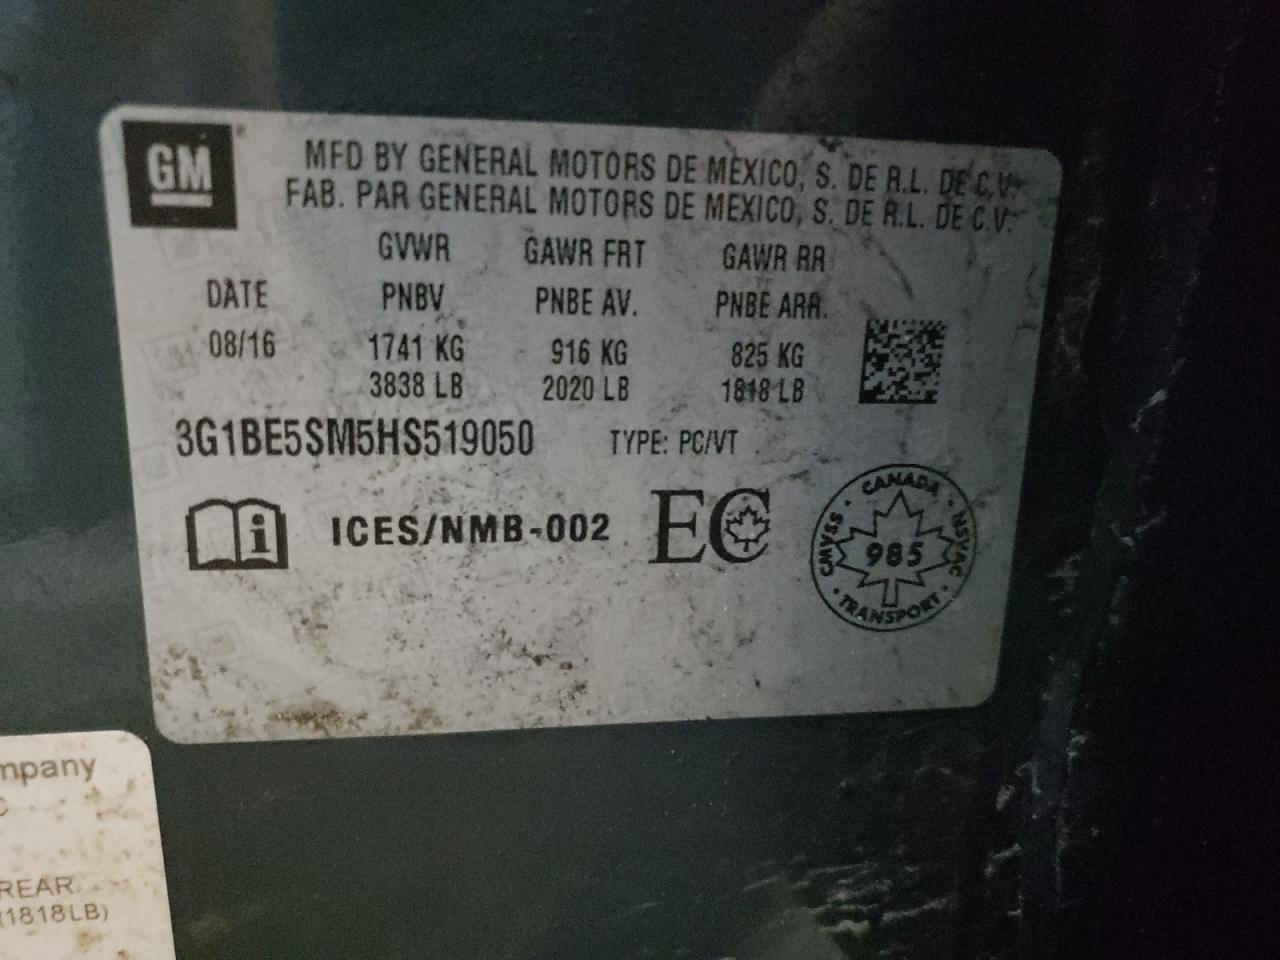 GM
MFD BY GENERAL MOTORS DE MEXICO, S. DE R.L. DE C.V.
FAB. PAR GENERAL MOTORS DE MEXICO, S. DE R.L. DE C.V.
GVWR GAWR FRT GAWR RR
DATE PNBV PNBE AV. PNBE ARR.
08/16 1741 KG 916 KG 825 KG
3838 LB 2020 LB 1818 LB
3G1BE5SM5HS519050 TYPE: PC/VT
i ICES/NMB-002 EC
CANADA
CMVSS 985 NSVAC
TRANSPORT
mpany
C
REAR
(1818LB)